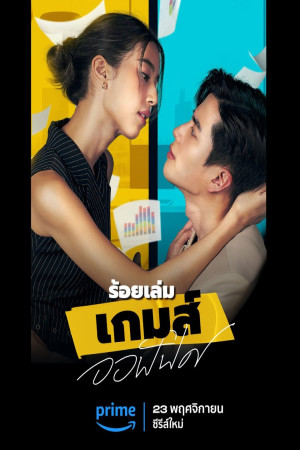 ร้อยเล่ม
เกมส์
ออฟฟิศ
prime
23 พฤศจิกายน
ซีรีส์ใหม่